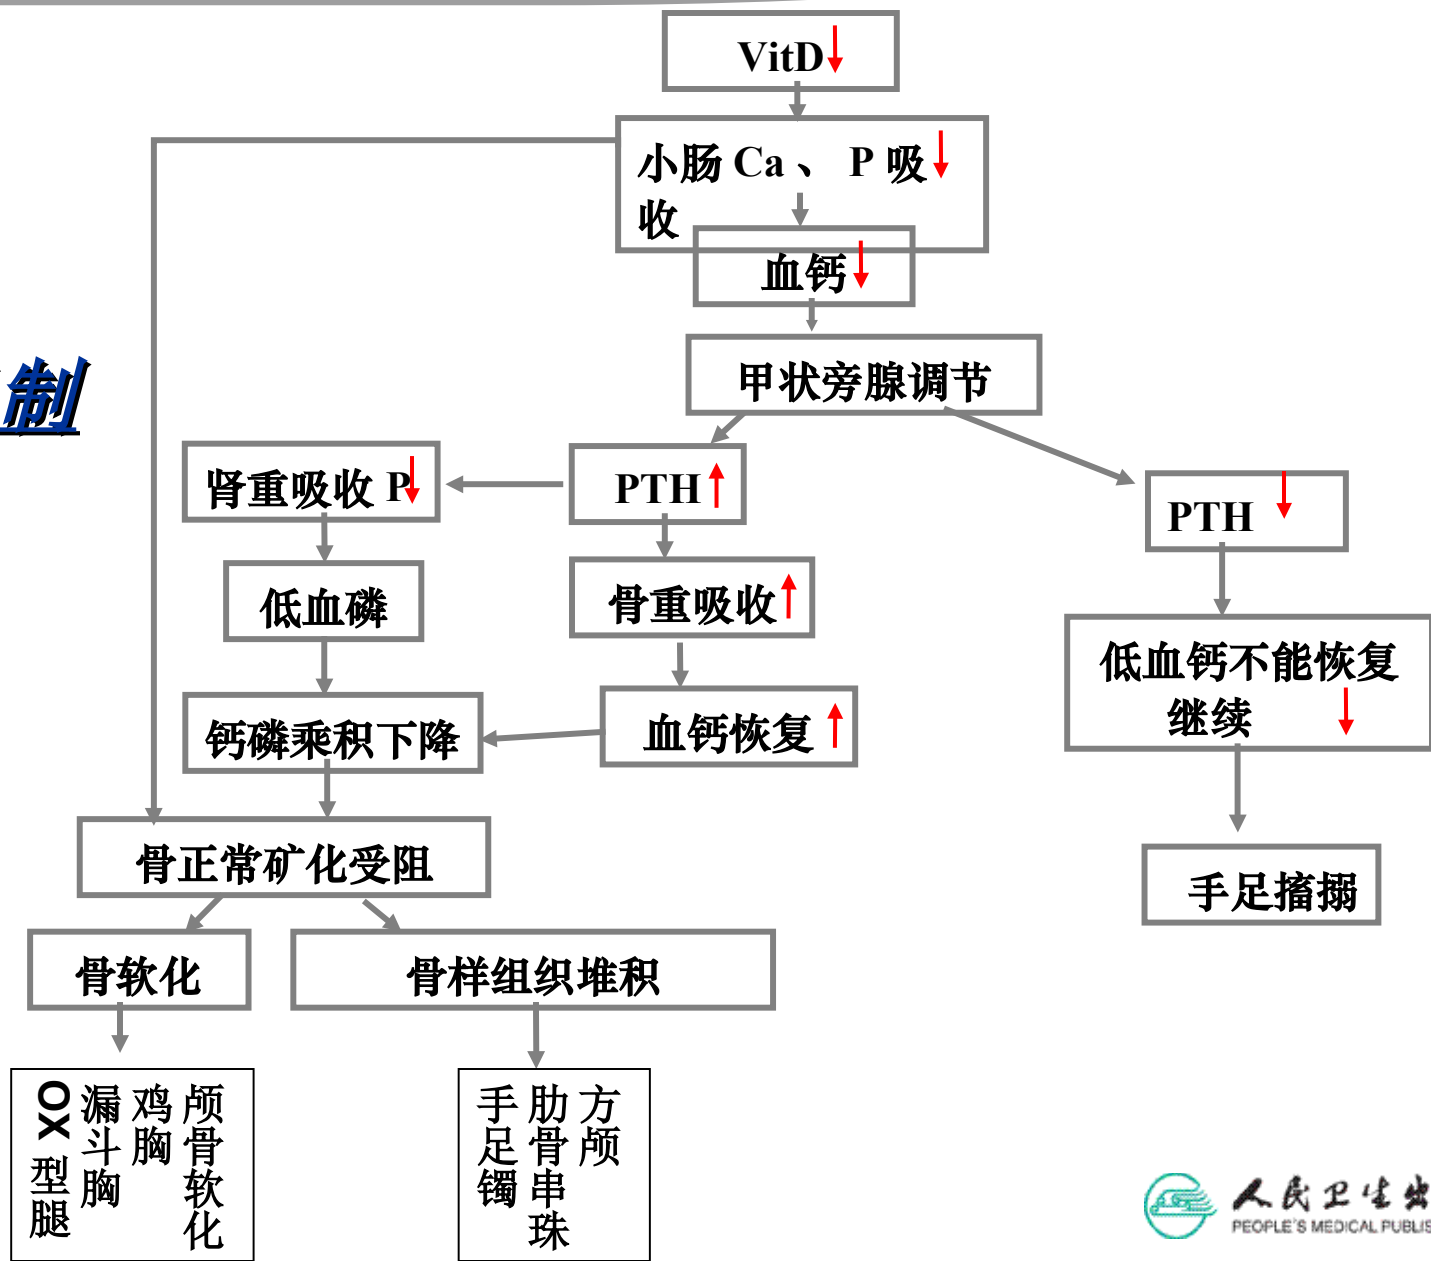 VitD
小肠 Ca 、 P 吸
收
血钙
制
甲状旁腺调节
肾重吸收 P
PTH
PTH
低血磷
骨重吸收
低血钙不能恢复
继续
钙磷乘积下降
血钙恢复
骨正常矿化受阻
手足搐搦
骨软化
骨样组织堆积
颅骨软化
鸡胸
漏斗胸
XO 型腿
方颅
肋骨串珠
手足镯
人民卫生出
PEOPLE'S MEDICAL PUBLIS